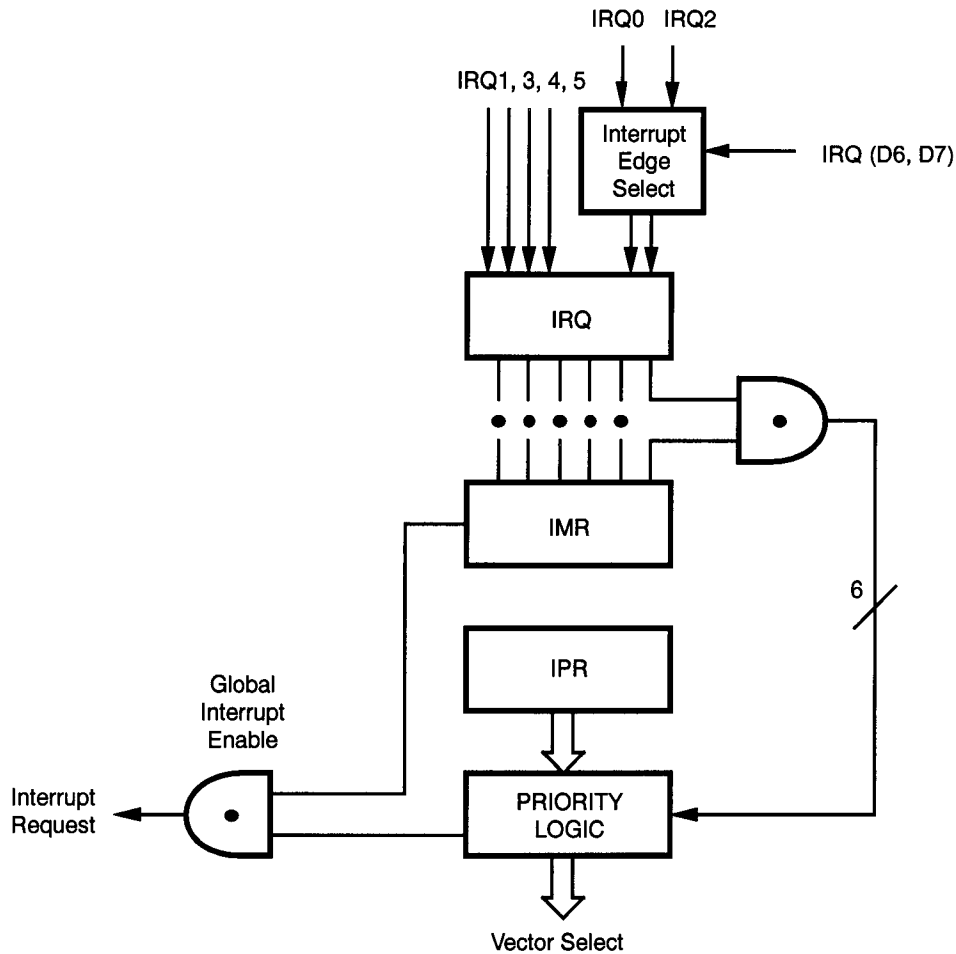 IRQ0 IRQ2
IRQ1, 3, 4, 5
Interrupt
Edge
Select
IRQ (D6, D7)
IRQ
IMR
6
IPR
Global
Interrupt
Enable
Interrupt
Request
PRIORITY
LOGIC
Vector Select